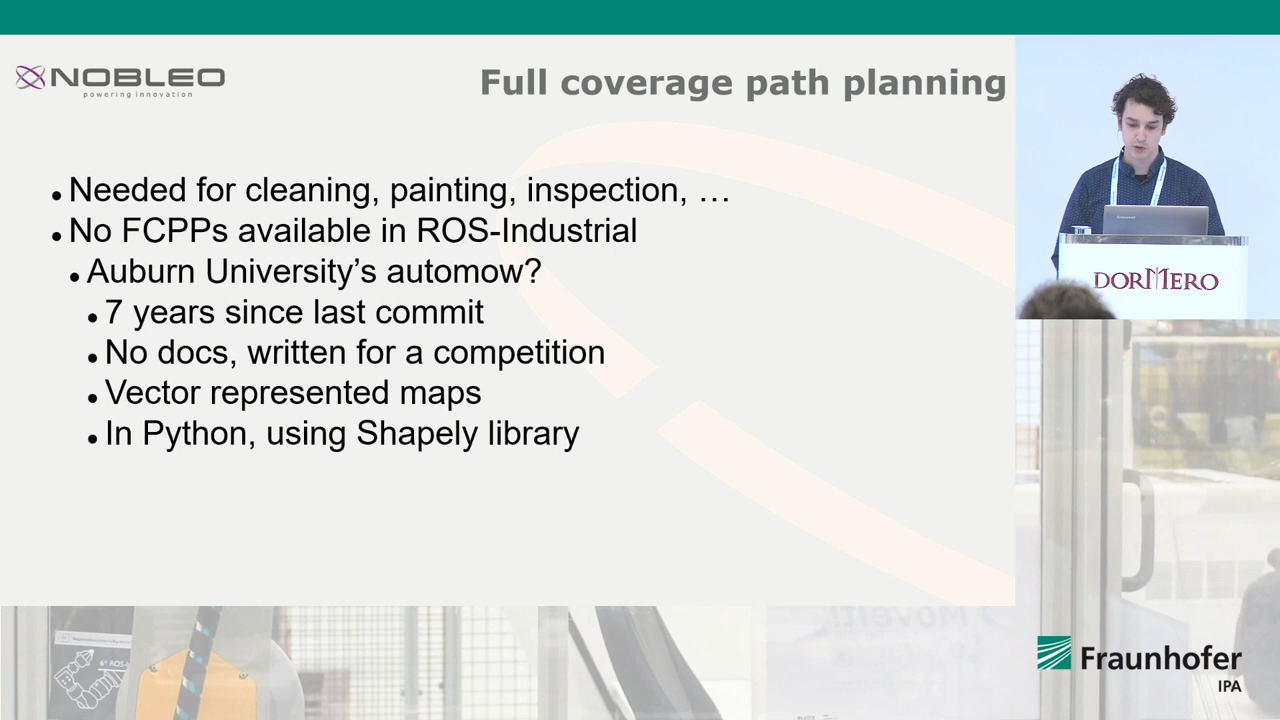 NOBLEO
powering innovation
Full coverage path planning
• Needed for cleaning, painting, inspection, …
• No FCPPs available in ROS-Industrial
• Auburn University’s automow?
• 7 years since last commit
• No docs, written for a competition
• Vector represented maps
• In Python, using Shapely library
DORMERO
MoveIt!
Fraunhofer
IPA